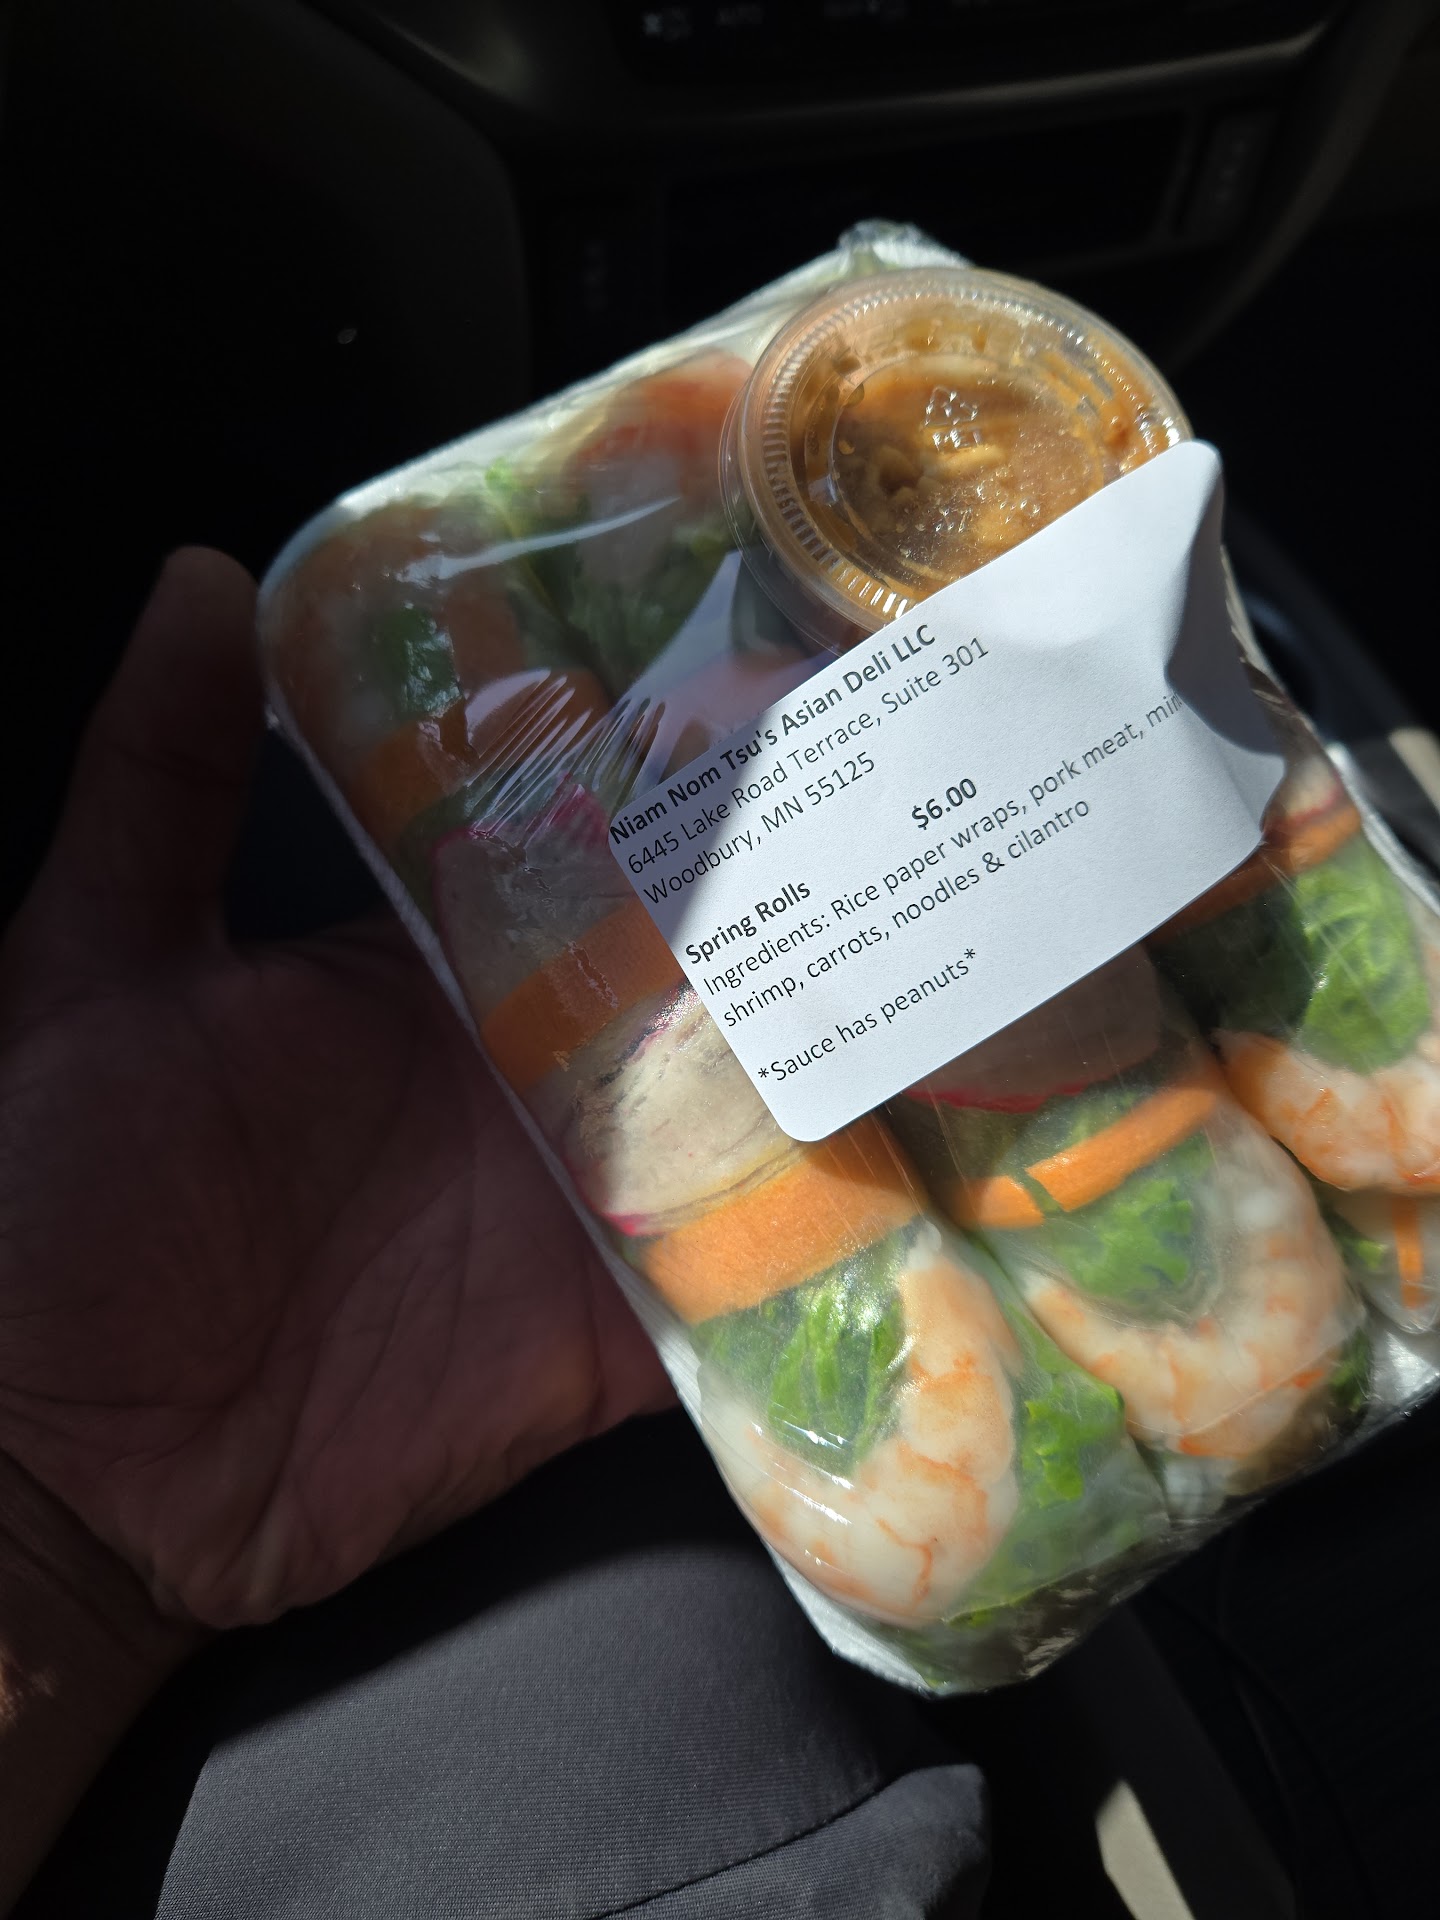 Niam Nom Tsu's Asian Deli LLC
6445 Lake Road Terrace, Suite 301
Woodbury, MN 55125
$6.00
Spring Rolls
Ingredients: Rice paper wraps, pork meat,
shrimp, carrots, noodles & cilantro
*Sauce has peanuts*
AUTO